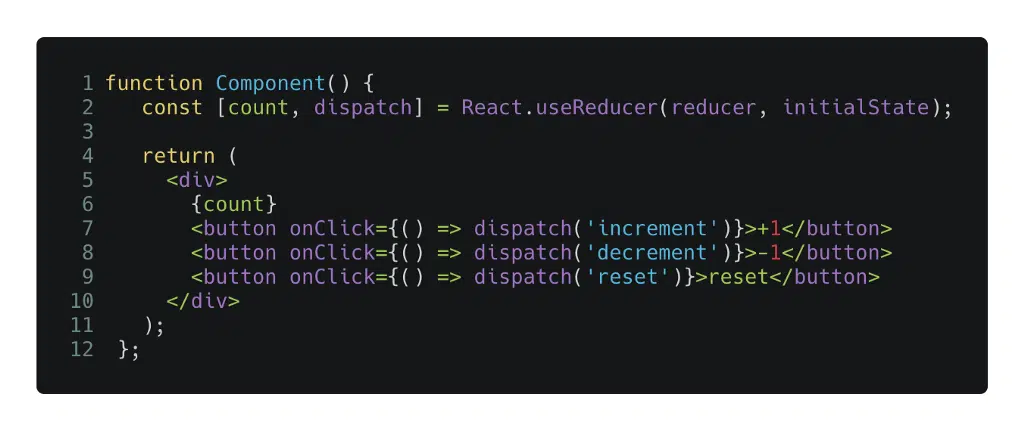 1 function Component() {
2   const [count, dispatch] = React.useReducer(reducer, initialState);
3
4   return (
5     <div>
6       {count}
7       <button onClick={() => dispatch('increment')}>+1</button>
8       <button onClick={() => dispatch('decrement')}>-1</button>
9       <button onClick={() => dispatch('reset')}>reset</button>
10     </div>
11   );
12 };